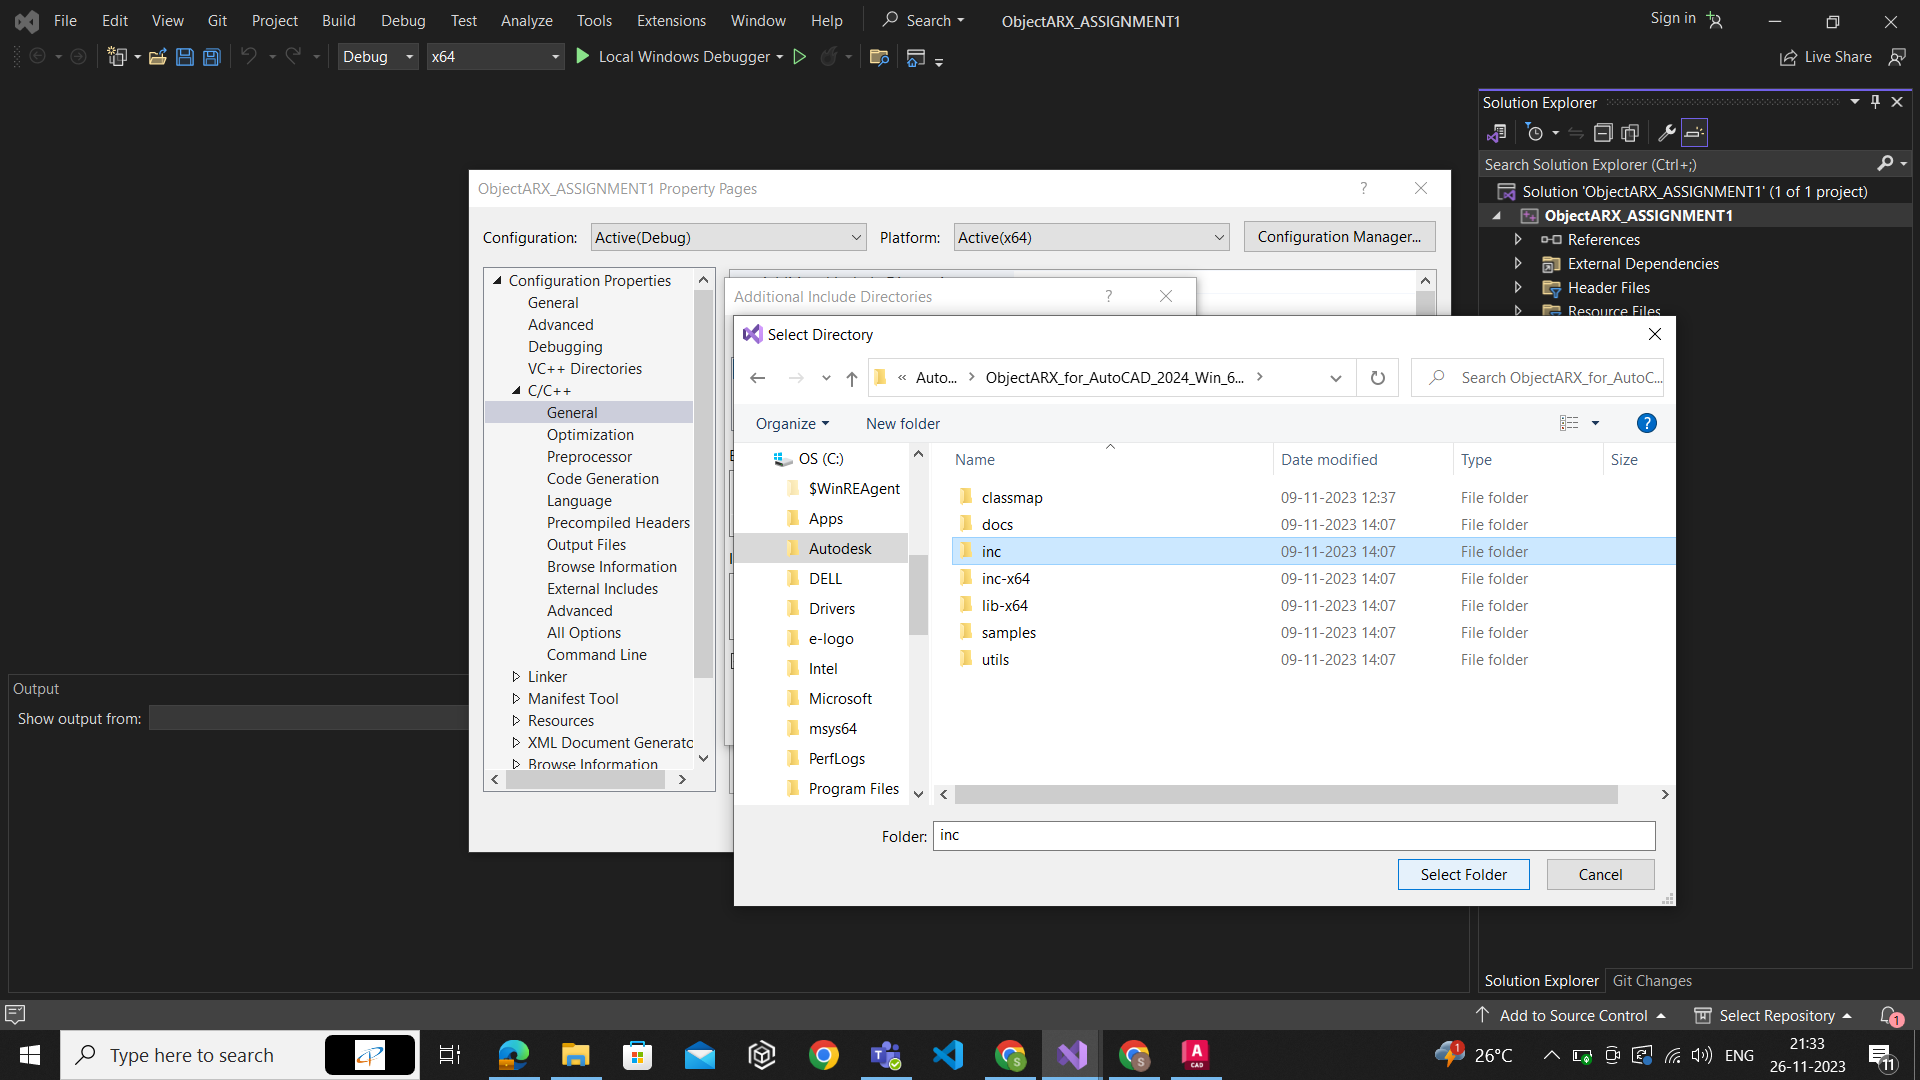 File Edit View Git Project Build Debug Test Analyze Tools Extensions Window Help Search ObjectARX_ASSIGNMENT1 Sign in
Debug x64 Local Windows Debugger Live Share
Solution Explorer
Search Solution Explorer (Ctrl+;)
Solution 'ObjectARX_ASSIGNMENT1' (1 of 1 project)
ObjectARX_ASSIGNMENT1
References
External Dependencies
Header Files
Resource Files
ObjectARX_ASSIGNMENT1 Property Pages ?
Configuration: Active(Debug) Platform: Active(x64) Configuration Manager...
Configuration Properties
General
Advanced
Debugging
VC++ Directories
C/C++
General
Optimization
Preprocessor
Code Generation
Language
Precompiled Headers
Output Files
Browse Information
External Includes
Advanced
All Options
Command Line
Linker
Manifest Tool
Resources
XML Document Generato
Browse Information
Additional Include Directories ?
Select Directory
« Auto... ObjectARX_for_AutoCAD_2024_Win_6... Search ObjectARX_for_AutoC...
Organize New folder ?
OS (C:)
$WinREAgent
Apps
Autodesk
DELL
Drivers
e-logo
Intel
Microsoft
msys64
PerfLogs
Program Files
Name Date modified Type Size
classmap 09-11-2023 12:37 File folder
docs 09-11-2023 14:07 File folder
inc 09-11-2023 14:07 File folder
inc-x64 09-11-2023 14:07 File folder
lib-x64 09-11-2023 14:07 File folder
samples 09-11-2023 14:07 File folder
utils 09-11-2023 14:07 File folder
Folder: inc
Select Folder Cancel
Output
Show output from:
Solution Explorer Git Changes
Add to Source Control Select Repository 1
Type here to search S S A CAD 1 26°C ENG 21:33
26-11-2023 11